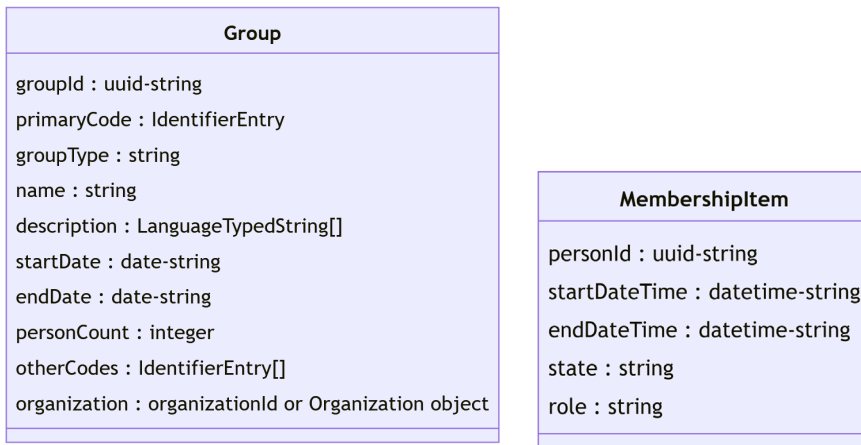 Group
groupId : uuid-string
primaryCode : IdentifierEntry
groupType : string
name : string
description : LanguageTypedString[]
startDate : date-string
endDate : date-string
personCount : integer
otherCodes : IdentifierEntry[]
organization : organizationId or Organization object
MembershipItem
personId : uuid-string
startDateTime : datetime-string
endDateTime : datetime-string
state : string
role : string